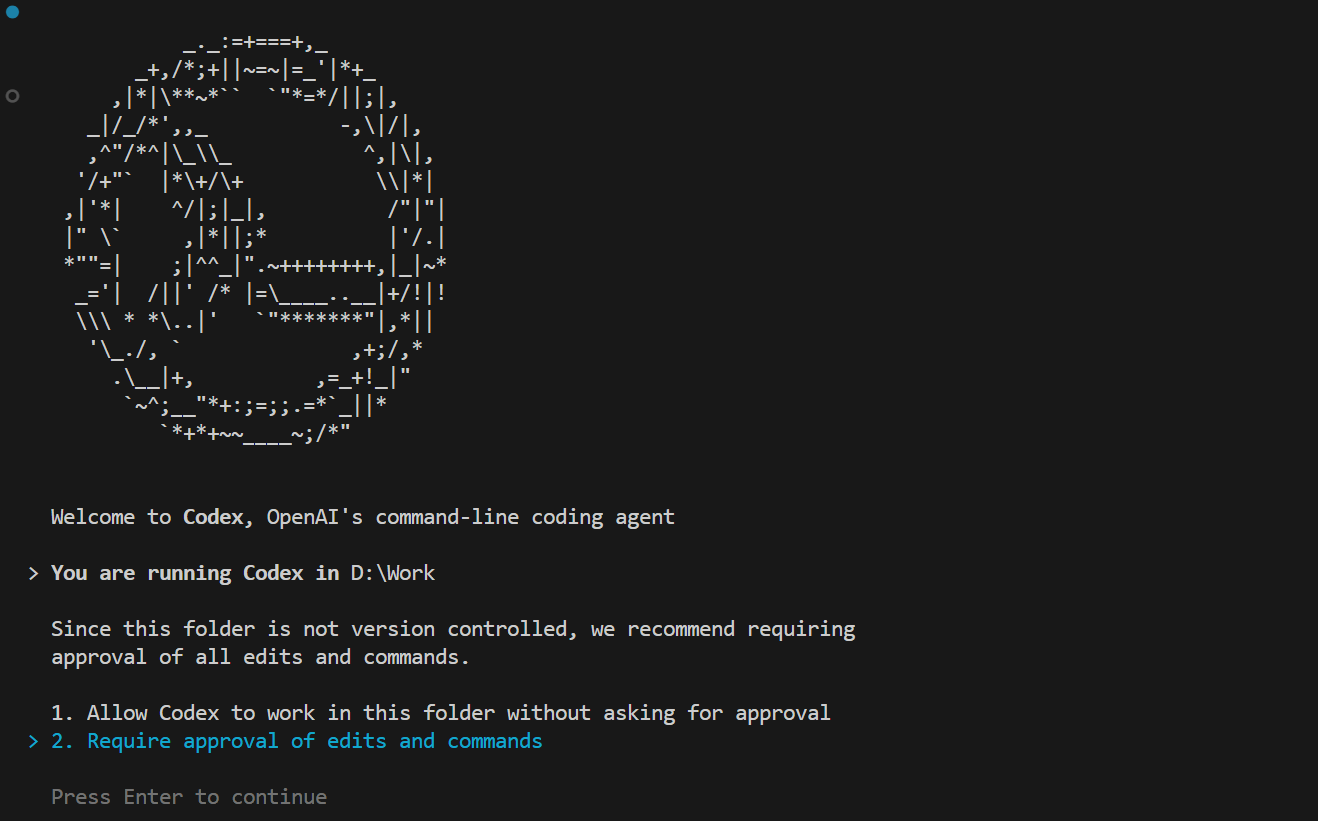 Welcome to Codex, OpenAI's command-line coding agent
> You are running Codex in D:\Work
Since this folder is not version controlled, we recommend requiring
approval of all edits and commands.
1. Allow Codex to work in this folder without asking for approval
> 2. Require approval of edits and commands
Press Enter to continue